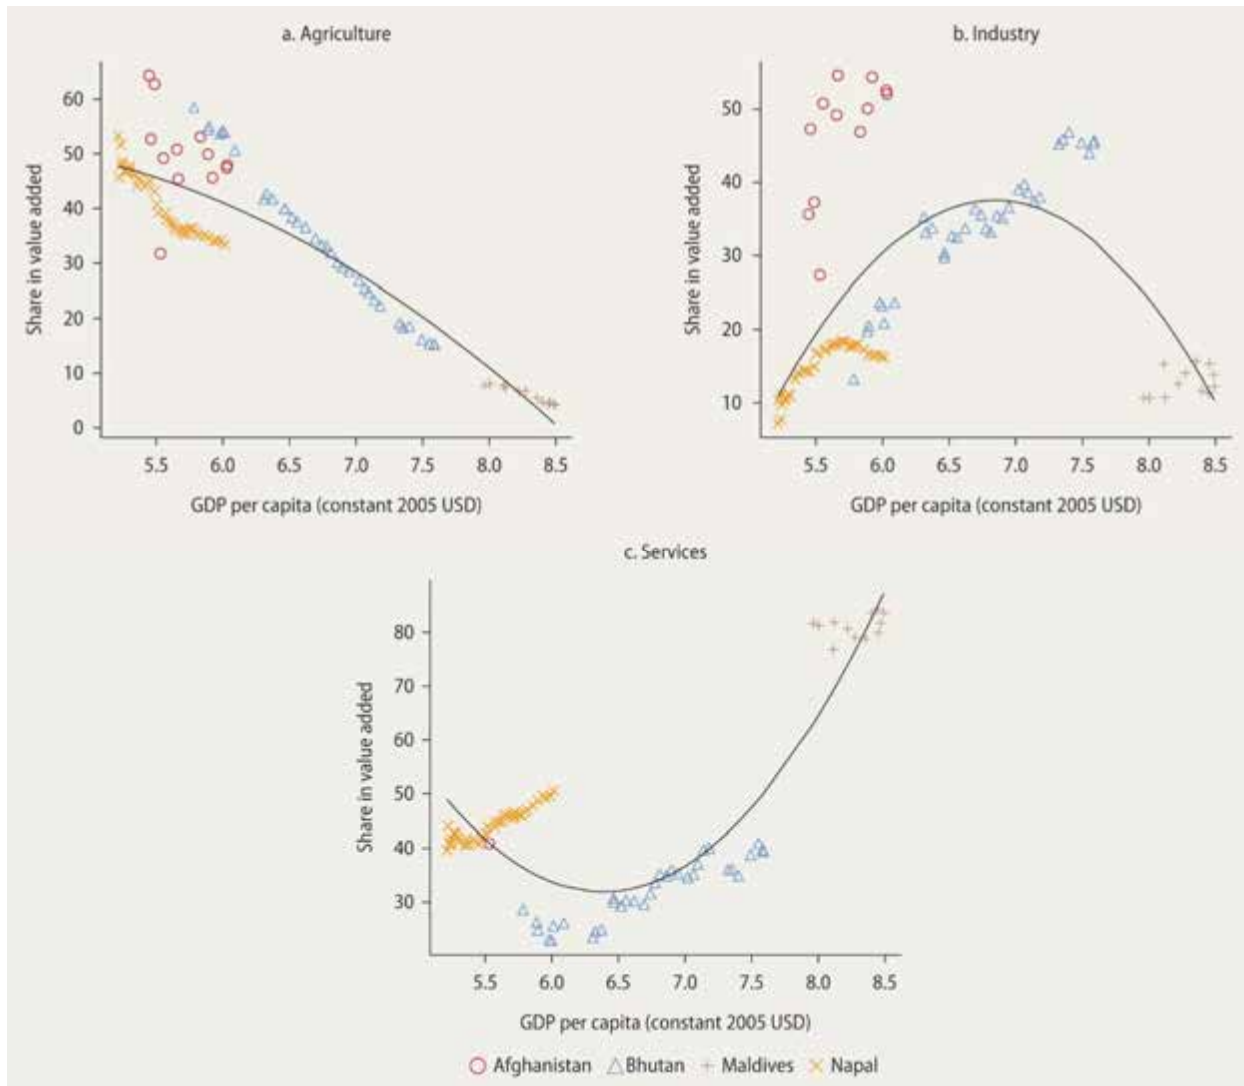 a. Agriculture
Share in value added
60
50
40
30
20
10
0
5.5 6.0 6.5 7.0 7.5 8.0 8.5
GDP per capita (constant 2005 USD)
b. Industry
Share in value added
50
40
30
20
10
5.5 6.0 6.5 7.0 7.5 8.0 8.5
GDP per capita (constant 2005 USD)
c. Services
Share in value added
80
70
60
50
40
30
5.5 6.0 6.5 7.0 7.5 8.0 8.5
GDP per capita (constant 2005 USD)
Afghanistan Bhutan Maldives Napal